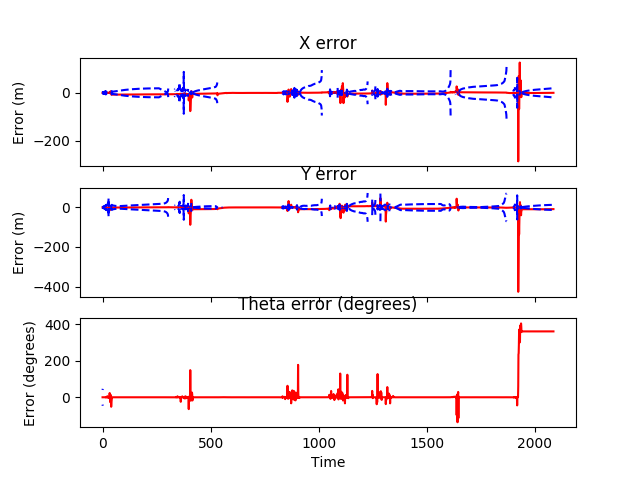 X error
Error (m)
0
−200
Y error
Error (m)
0
−200
−400
Theta error (degrees)
Error (degrees)
400
200
0
0
500
1000
1500
2000
Time